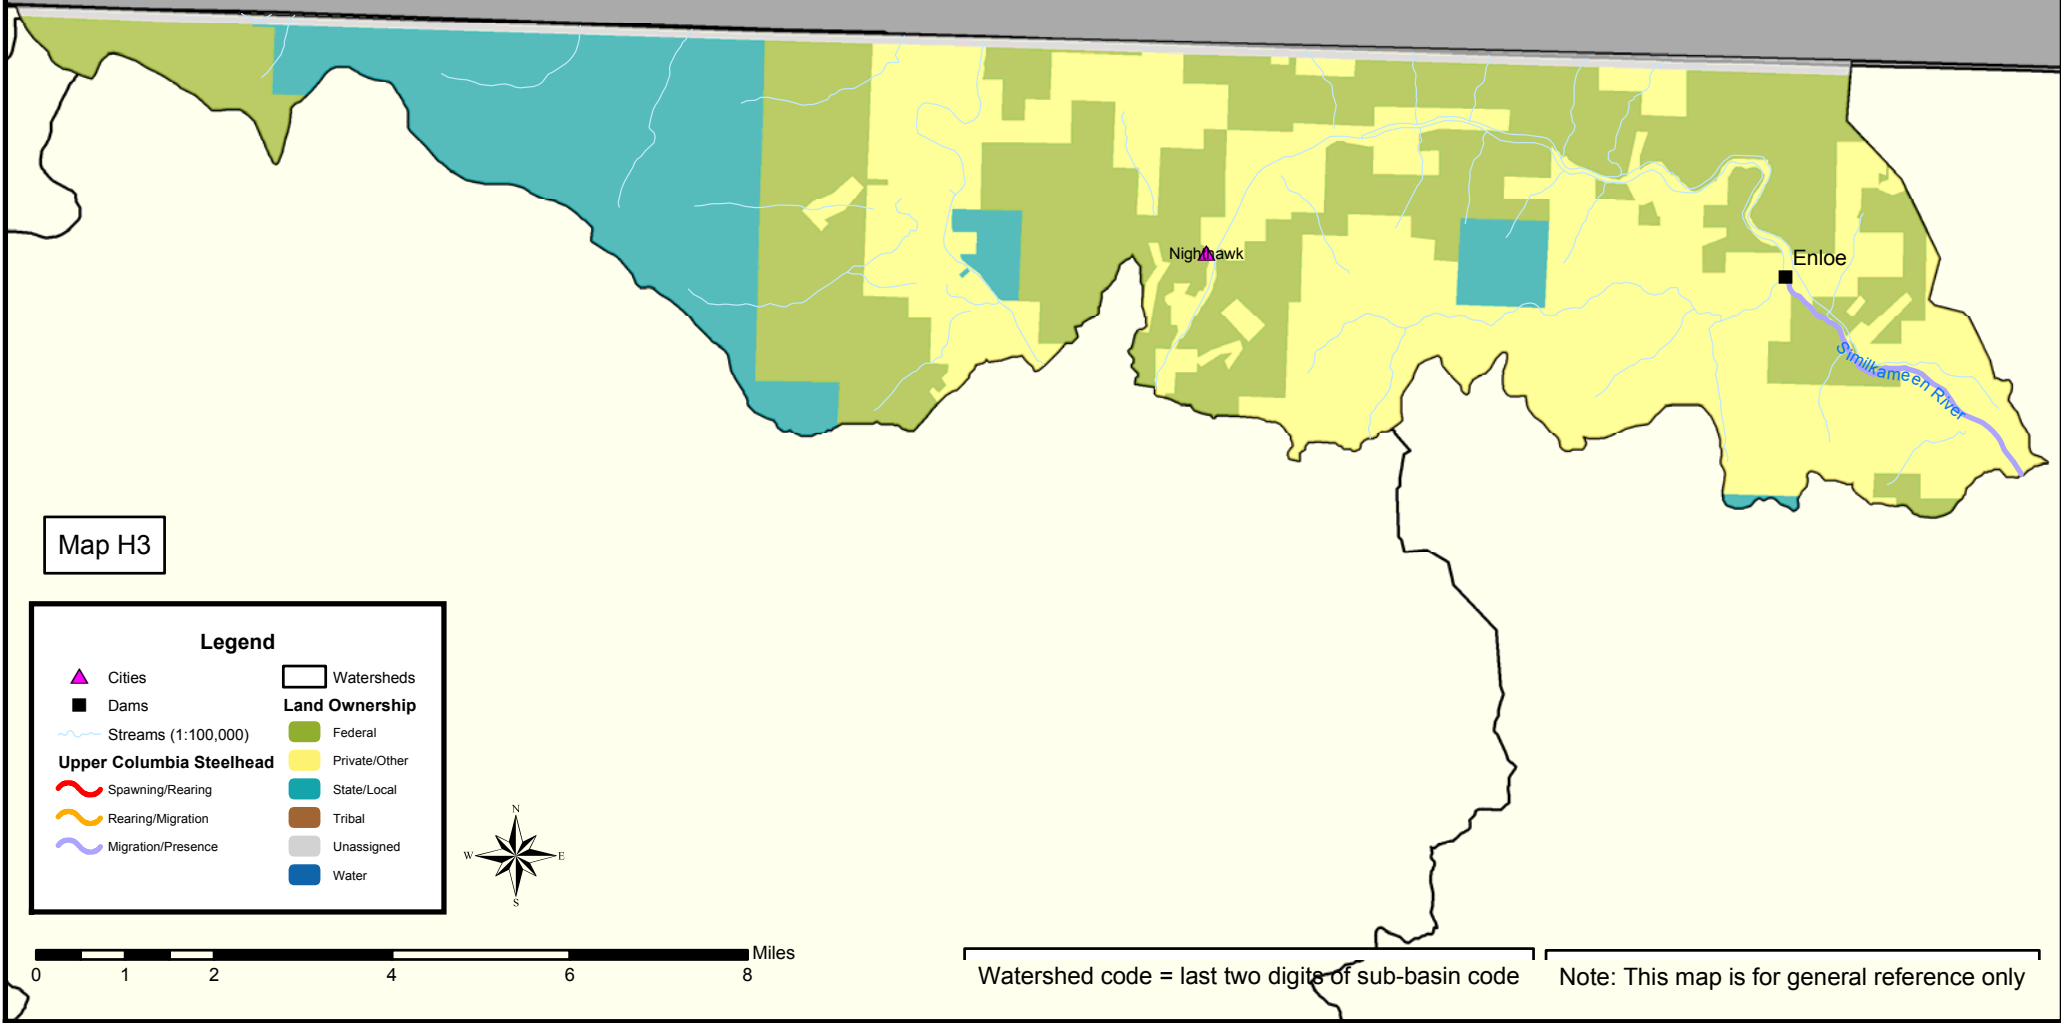 Nighthawk
Enloe
Similkameen River
Map H3
Legend
Cities
Dams
Streams (1:100,000)
Upper Columbia Steelhead
Spawning/Rearing
Rearing/Migration
Migration/Presence
Watersheds
Land Ownership
Federal
Private/Other
State/Local
Tribal
Unassigned
Water
N
W E
S
Miles
0 1 2 4 6 8
Watershed code = last two digits of sub-basin code
Note: This map is for general reference only